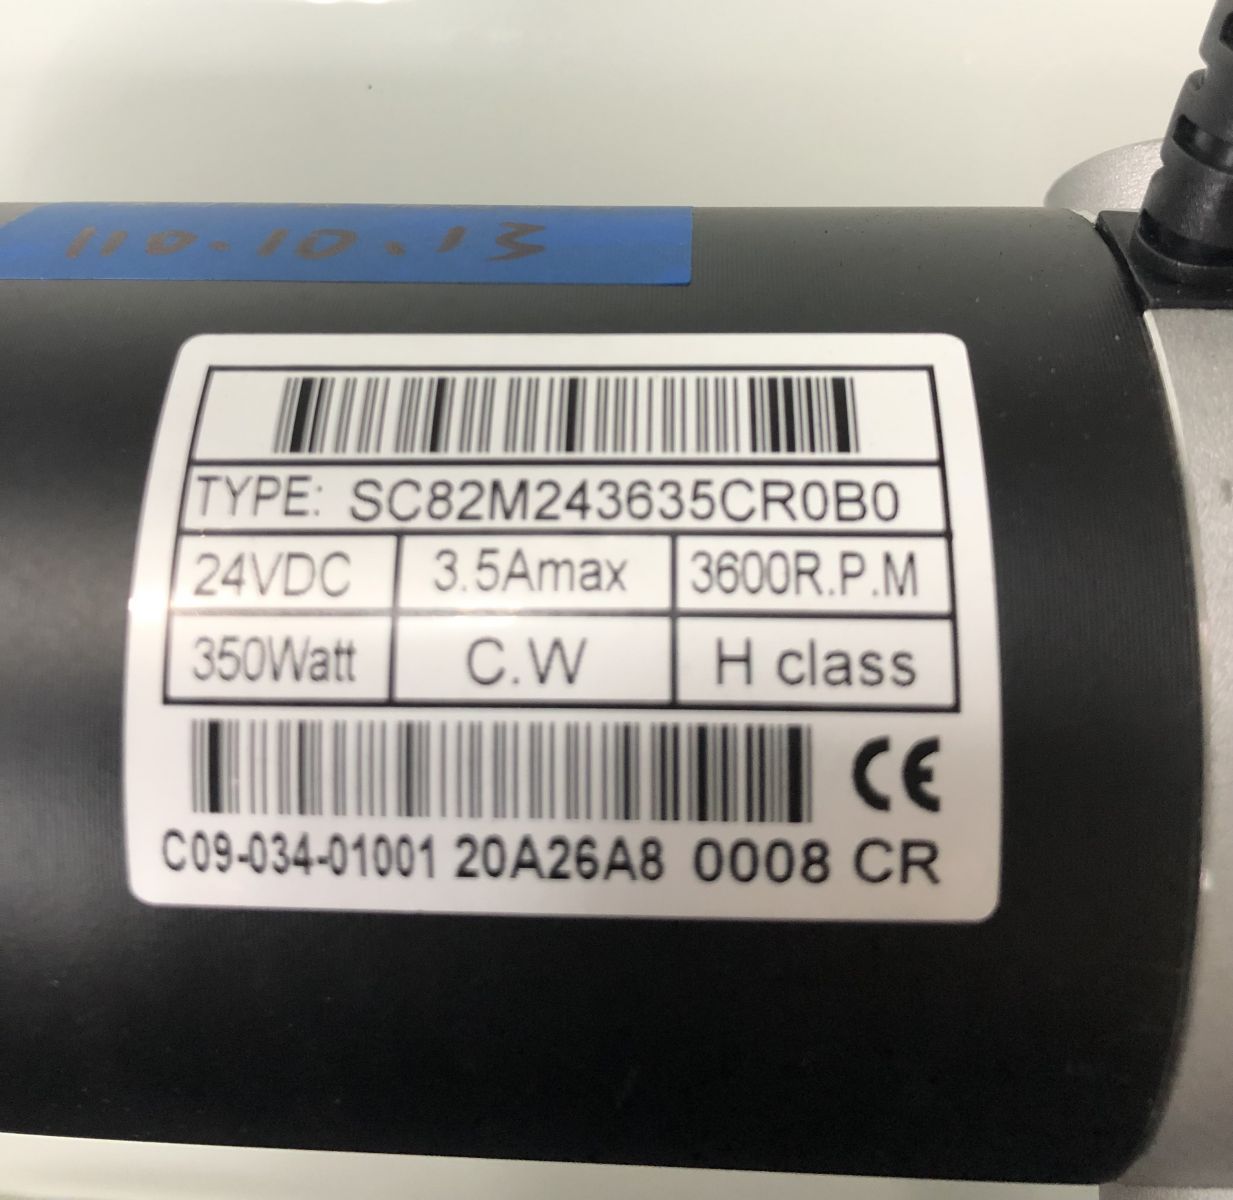 110.10.13
TYPE: SC82M243635CR0B0
24VDC 3.5Amax 3600R.P.M
350Watt C.W H class
CE
C09-034-01001 20A26A8 0008 CR